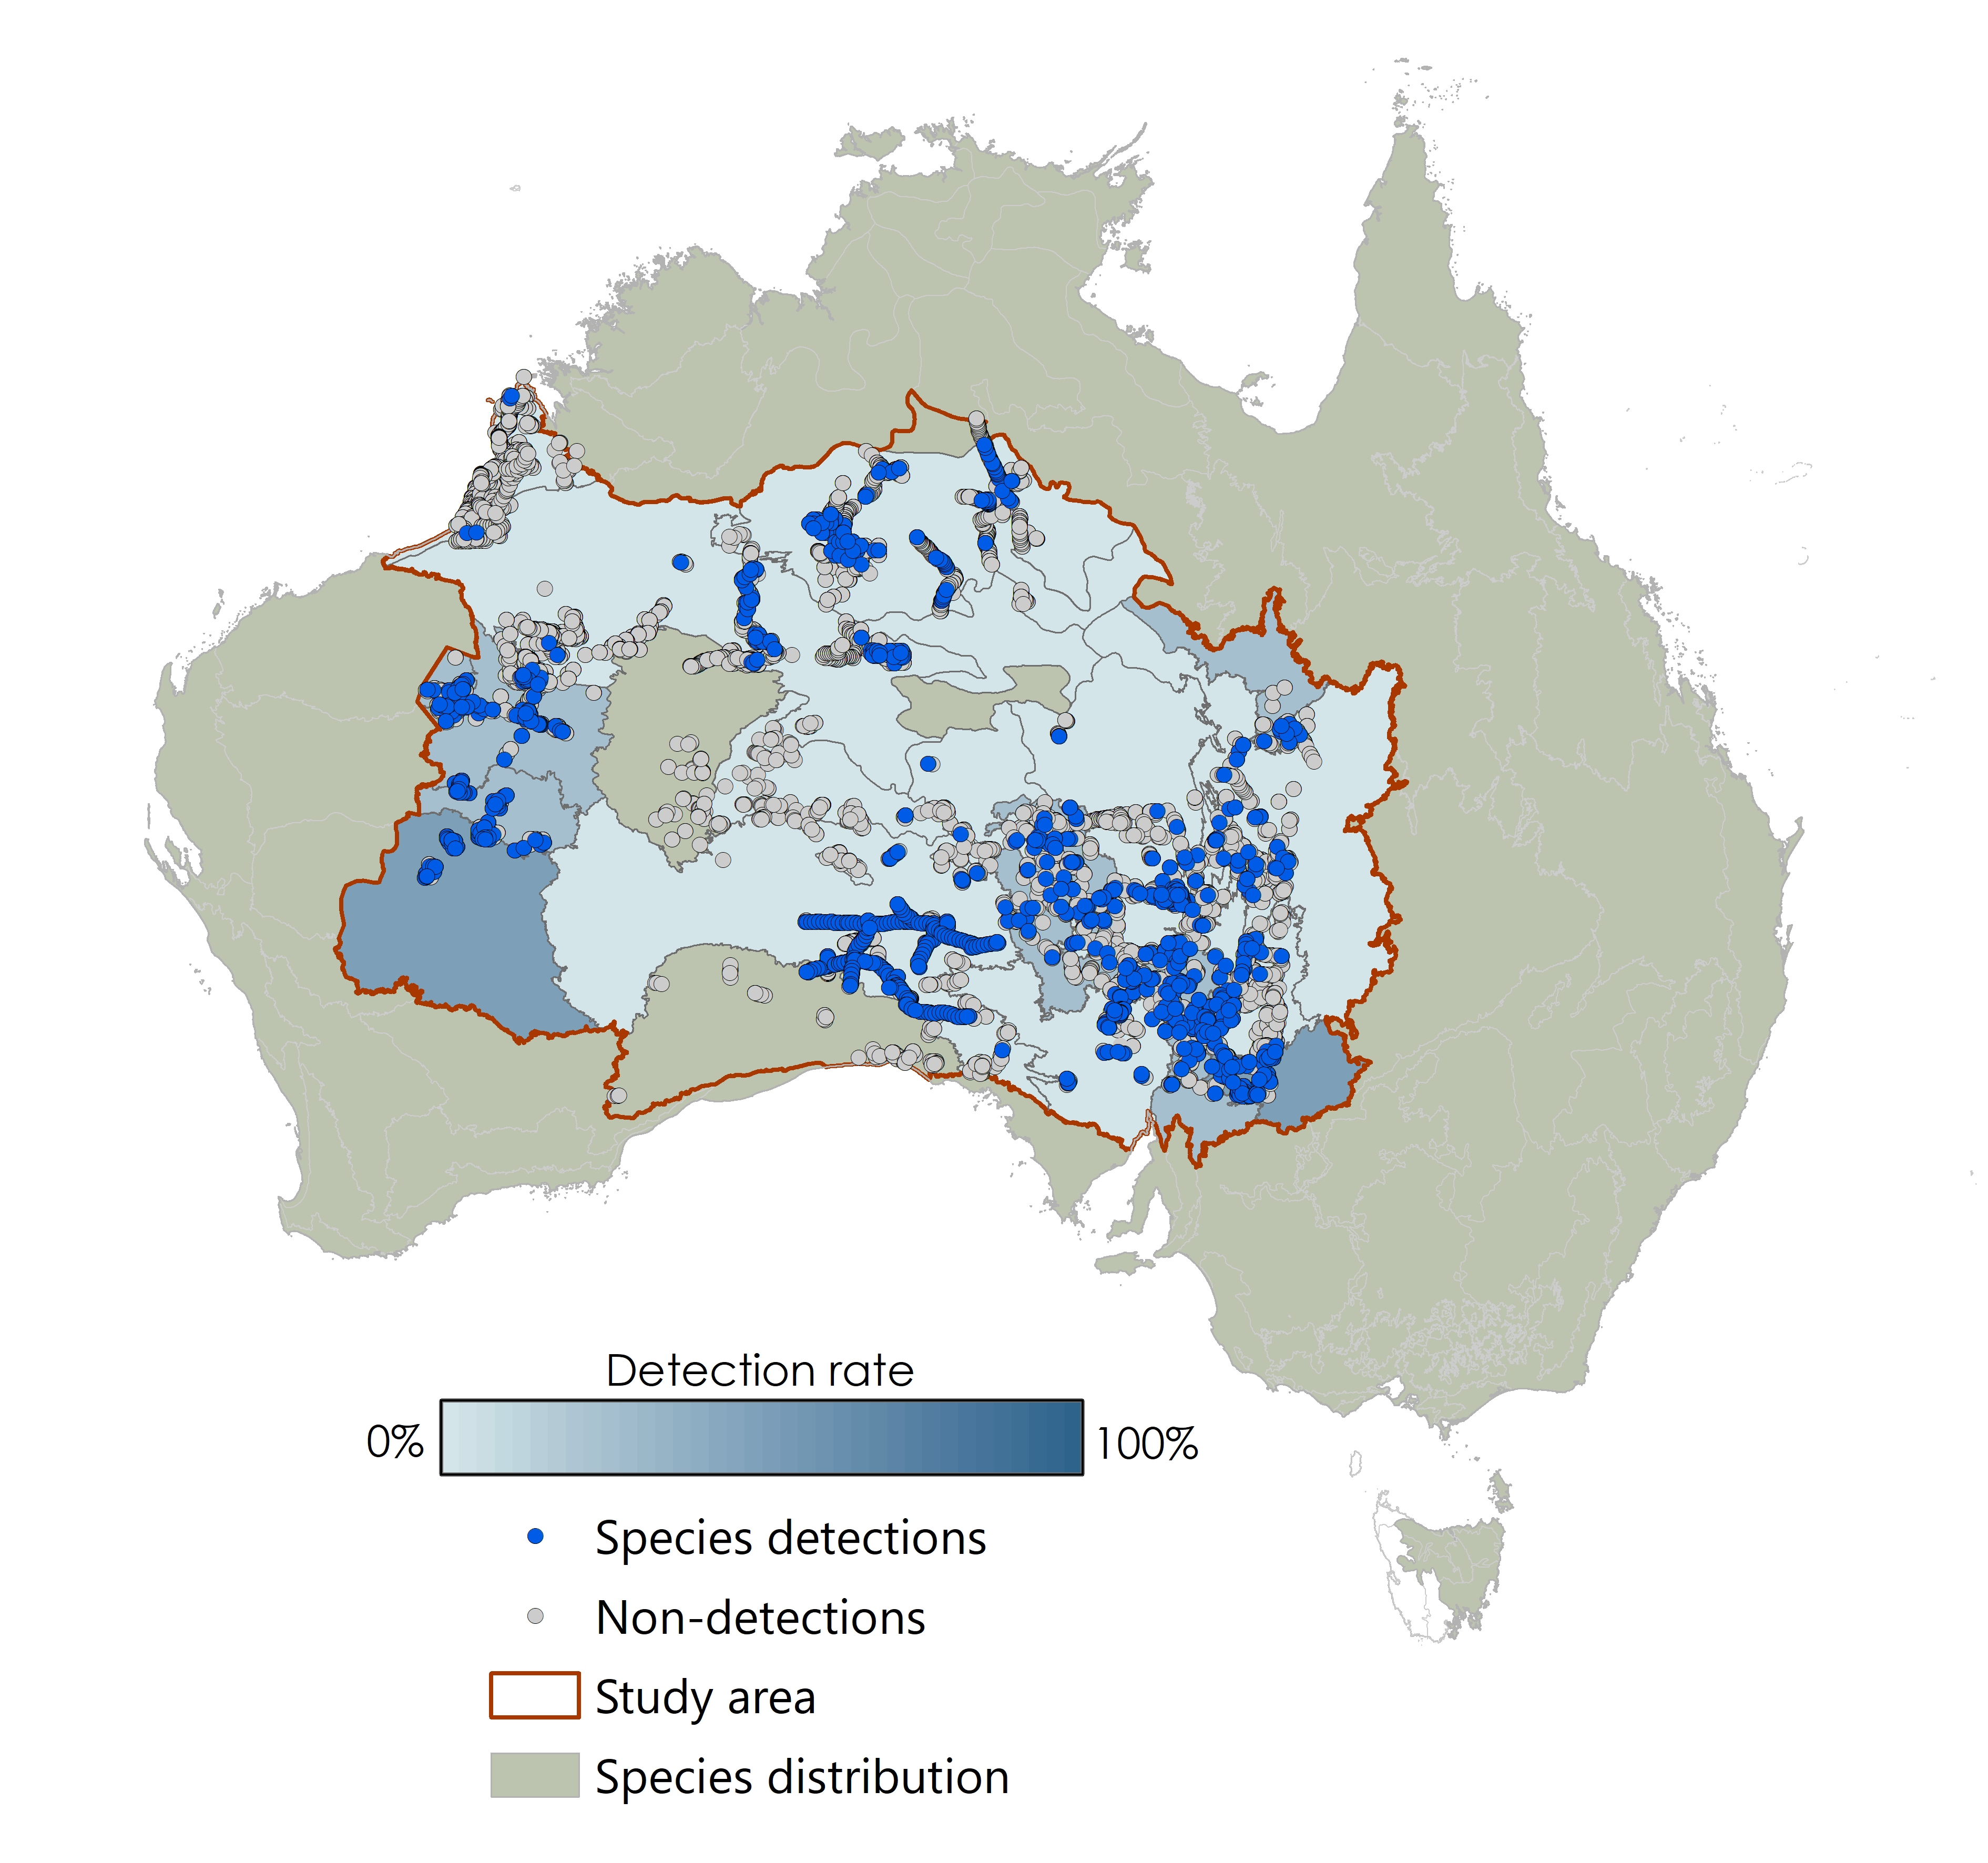 Detection rate
0%
100%
Species detections
Non-detections
Study area
Species distribution